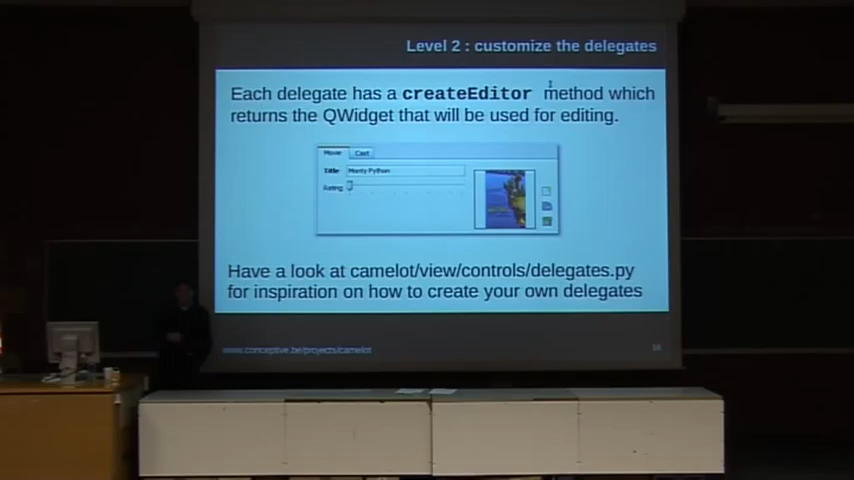 Level 2 : customize the delegates
Each delegate has a createEditor method which
returns the QWidget that will be used for editing.
Movie Cast
Title Monty Python
Rating
Have a look at camelot/view/controls/delegates.py
for inspiration on how to create your own delegates
www.conceptive.be/projects/camelot